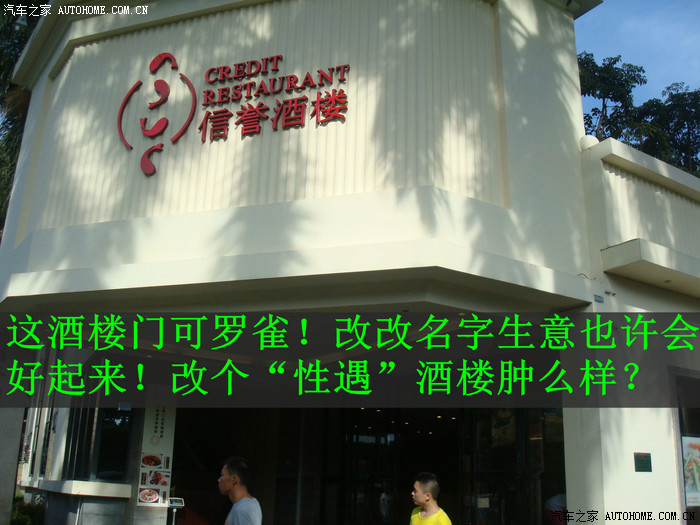 汽车之家 AUTOHOME.COM.CN
CREDIT
RESTAURANT
信誉酒楼
这酒楼门可罗雀！改改名字生意也许会
好起来！改个“性遇”酒楼肿么样？
汽车之家 AUTOHOME.COM.CN